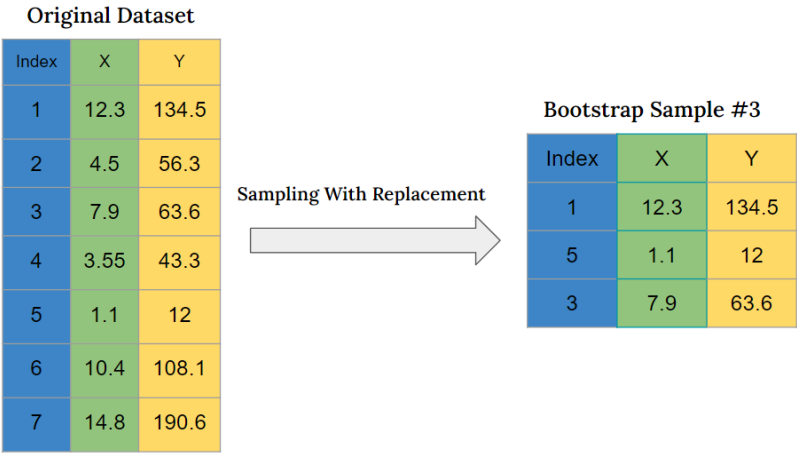 Original Dataset
Index X Y
1 12.3 134.5
2 4.5 56.3
3 7.9 63.6
4 3.55 43.3
5 1.1 12
6 10.4 108.1
7 14.8 190.6
Sampling With Replacement
Bootstrap Sample #3
Index X Y
1 12.3 134.5
5 1.1 12
3 7.9 63.6